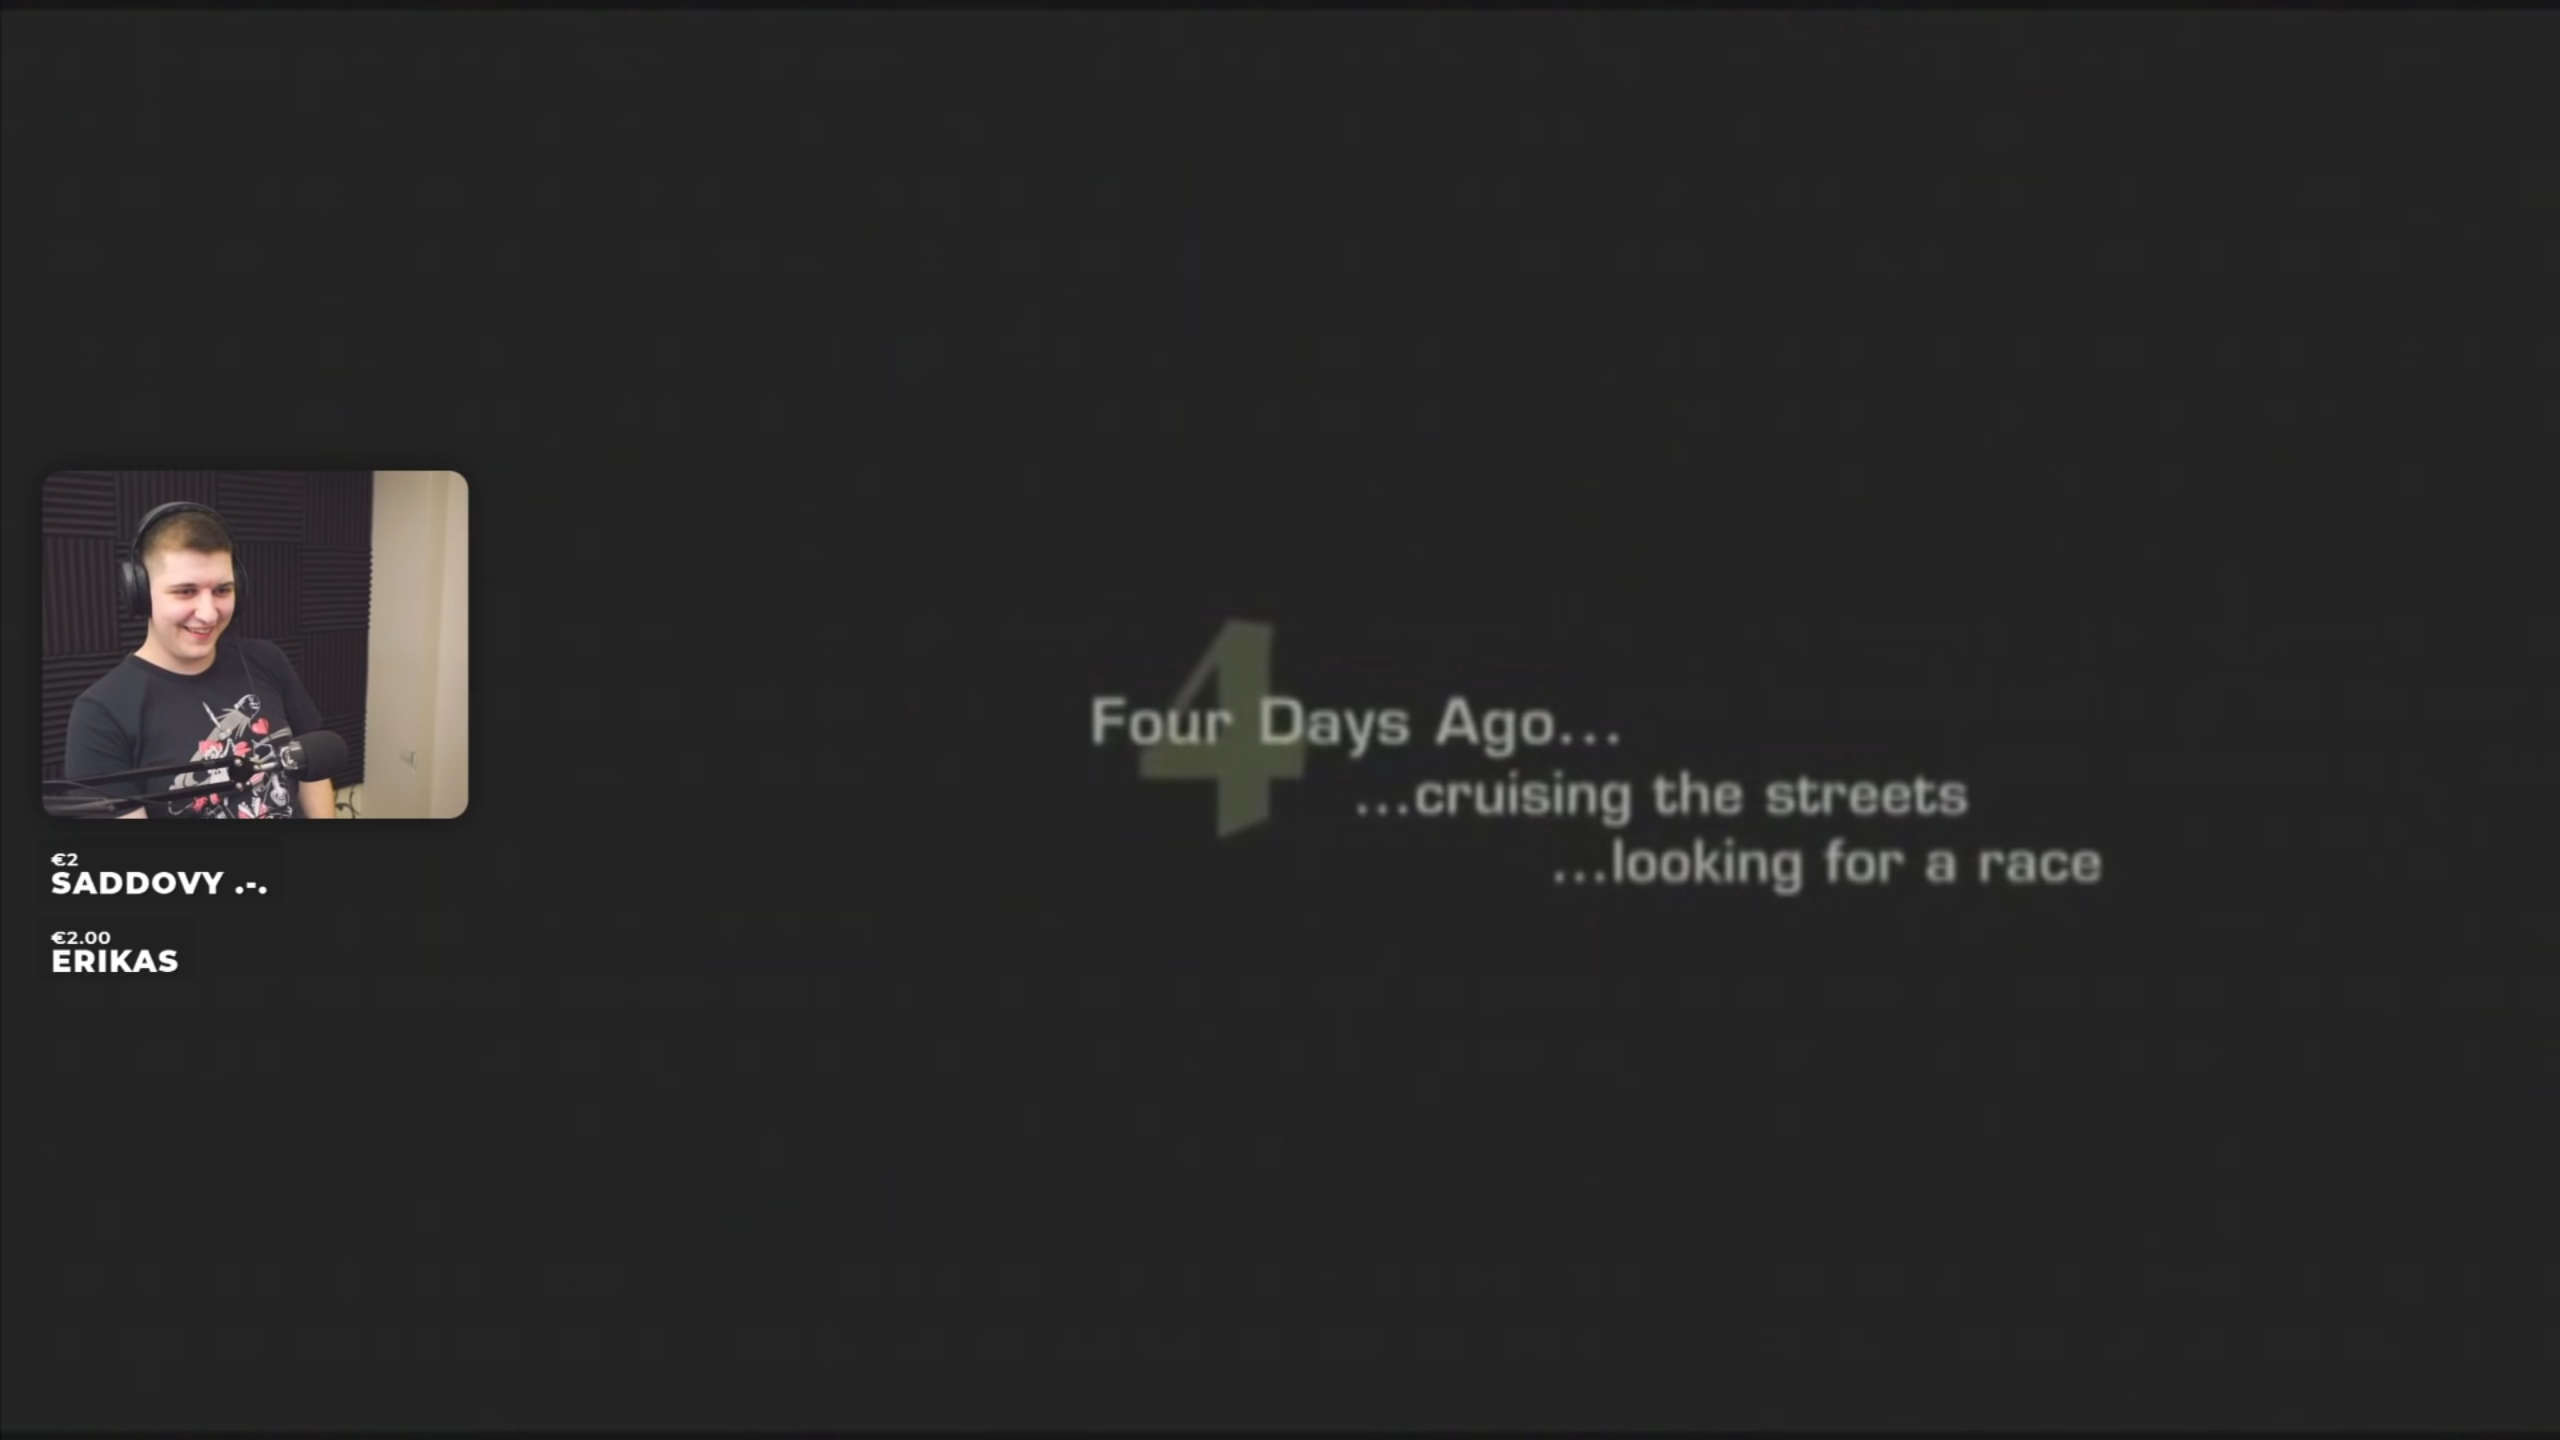 4
Four Days Ago...
...cruising the streets
...looking for a race
€2
SADDOVY .-.
€2.00
ERIKAS